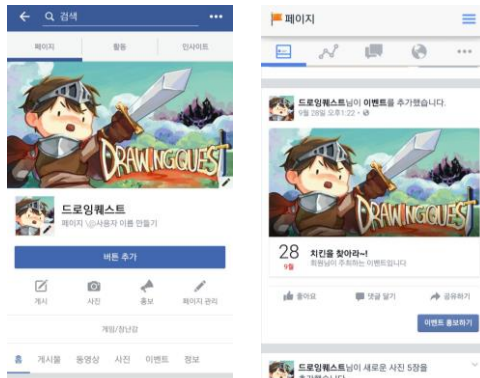 검색
페이지
활동
인사이트
DRAWINGQUEST
드로잉퀘스트
페이지 \@사용자 이름 만들기
버튼 추가
게시
사진
홍보
페이지 관리
게임/장난감
홈
게시물
동영상
사진
이벤트
정보
페이지
드로잉퀘스트님이 이벤트를 추가했습니다.
9월 28일 오후1:22
DRAWINGQUEST
28
9월
치킨을 찾아라~!
회원님이 주최하는 이벤트입니다
좋아요
댓글 달기
공유하기
이벤트 홍보하기
드로잉퀘스트님이 새로운 사진 5장을
추가했습니다